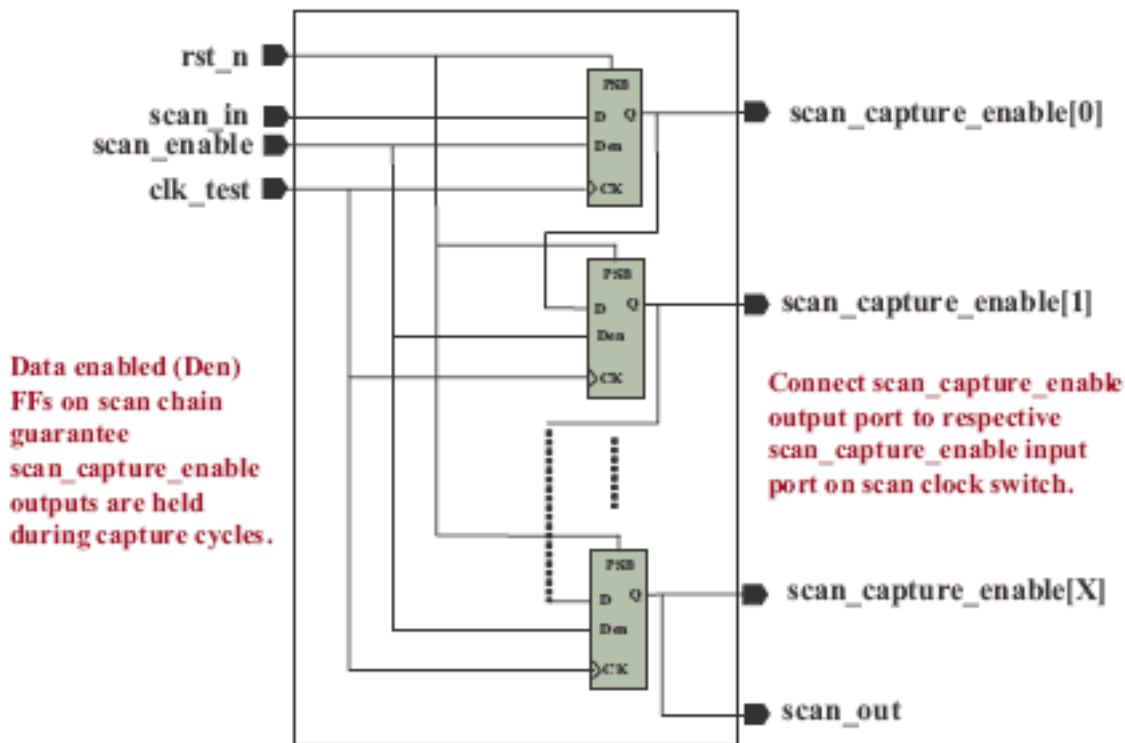 rst_n
scan_in
scan_enable
clk_test
PSB
D Q
Den
CK
scan_capture_enable[0]
PSB
D Q
Den
CK
scan_capture_enable[1]
Data enabled (Den)
FFs on scan chain
guarantee
scan_capture_enable
outputs are held
during capture cycles.
Connect scan_capture_enable
output port to respective
scan_capture_enable input
port on scan clock switch.
PSB
D Q
Den
CK
scan_capture_enable[X]
scan_out